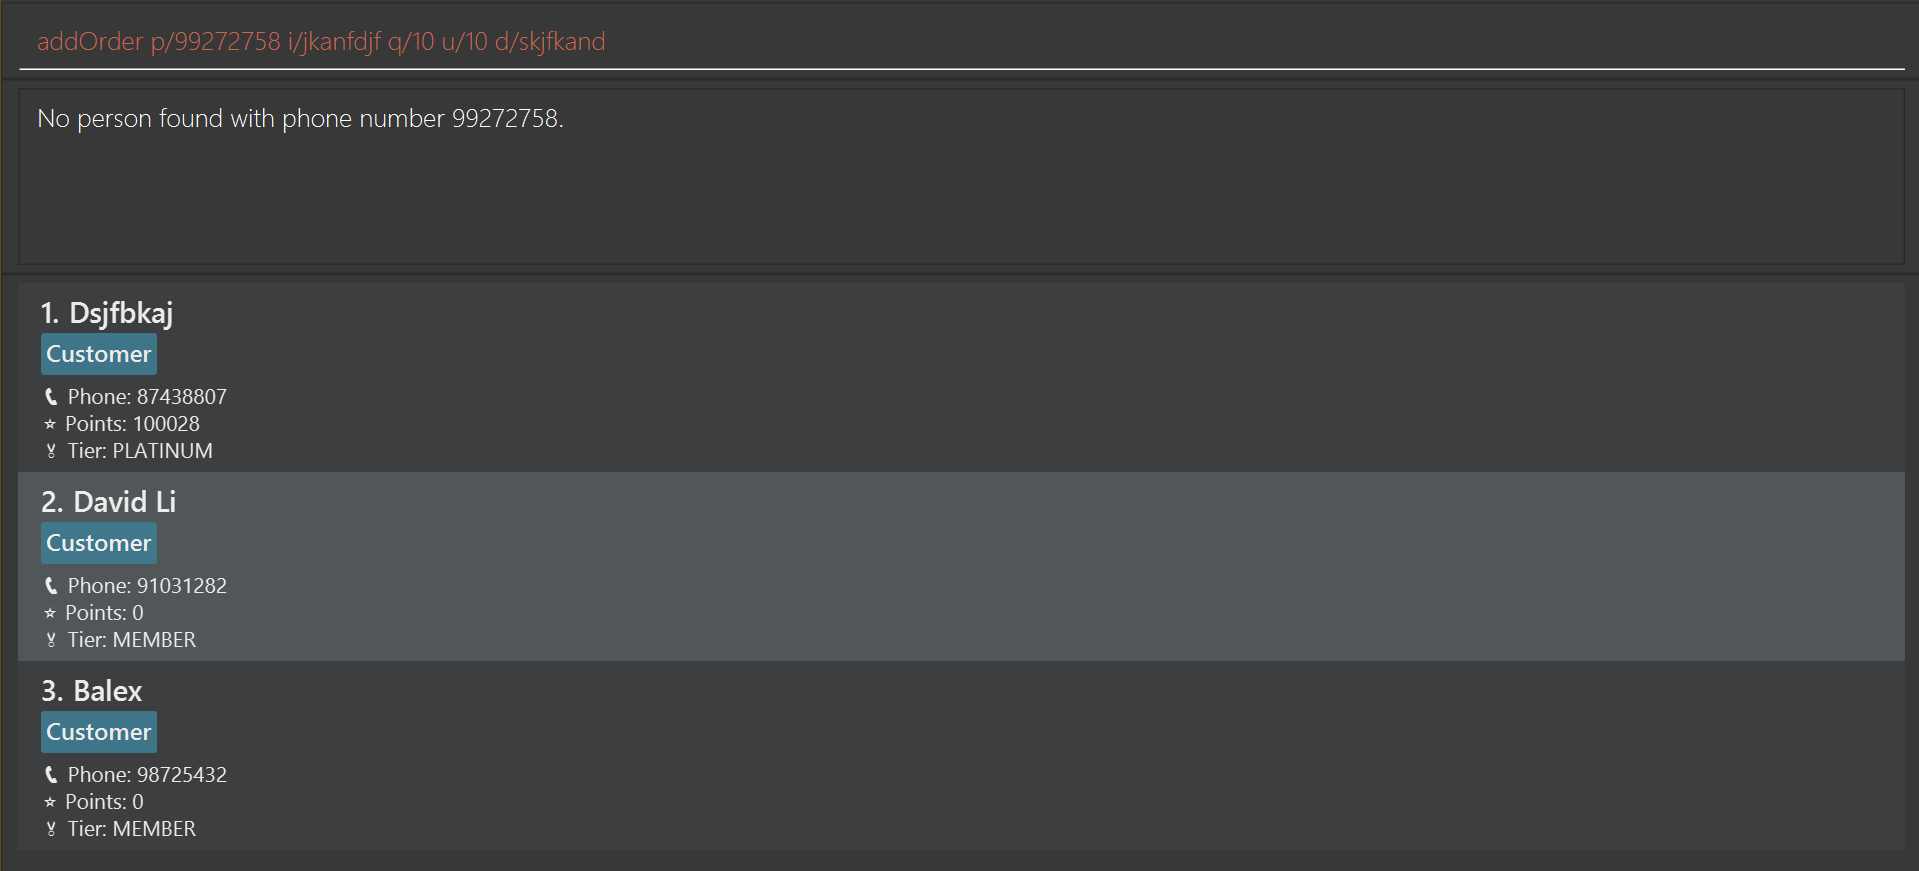 addOrder p/99272758 i/jkanfdjf q/10 u/10 d/skjfkand
No person found with phone number 99272758.
1. Dsjfbkaj
Customer
Phone: 87438807
Points: 100028
Tier: PLATINUM
2. David Li
Customer
Phone: 91031282
Points: 0
Tier: MEMBER
3. Balex
Customer
Phone: 98725432
Points: 0
Tier: MEMBER